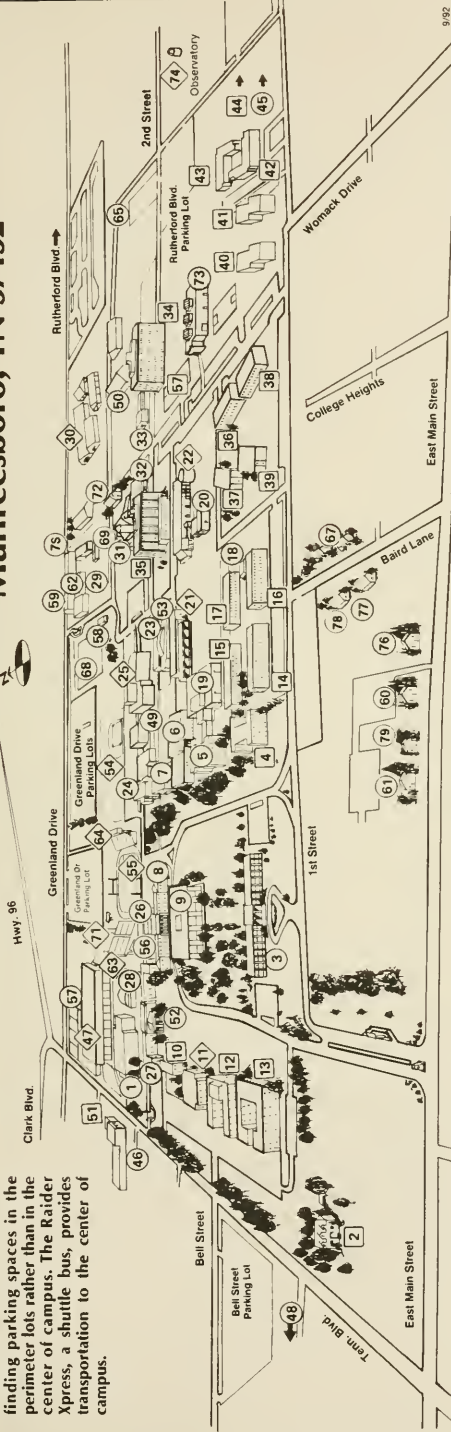 Murfreesboro, TN 37132
finding parking spaces in the
perimeter lots rather than in the
center of campus. The Raider
Xpress, a shuttle bus, provides
transportation to the center of
campus.
N
Hwy. 96
Clark Blvd.
Greenland Drive
Rutherford Blvd.
2nd Street
74
Observatory
51
57
47
71
Greenland Dr
Parking Lot
64
Greenland Drive
Parking Lots
54
68
58
59
62
29
75
69
72
30
50
65
46
1
27
63
28
56
26
55
24
7
49
25
23
53
31
32
33
35
34
57
Rutherford Blvd.
Parking Lot
43
44
45
52
10
11
12
13
8
9
3
6
5
4
19
21
15
17
18
14
16
20
22
37
36
39
38
73
40
41
42
Bell Street
Bell Street
Parking Lot
48
Tenn. Blvd.
2
East Main Street
1st Street
61
79
60
76
78
77
67
Baird Lane
College Heights
East Main Street
Womack Drive
9/92